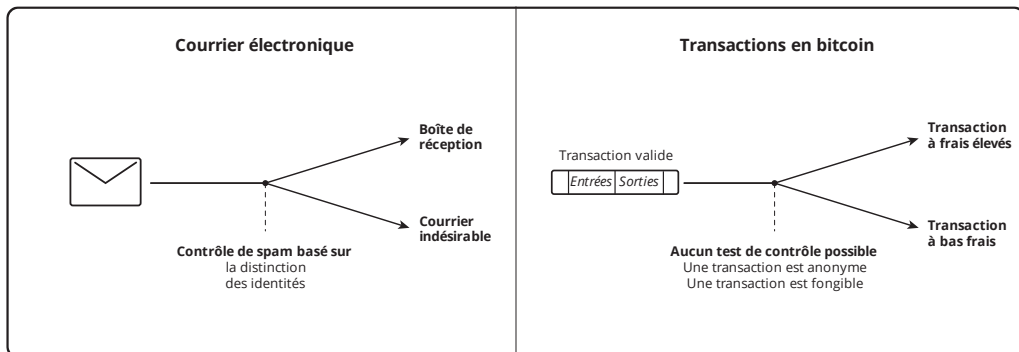 Courrier électronique
Boîte de
réception
Courrier
indésirable
Contrôle de spam basé sur
la distinction
des identités
Transactions en bitcoin
Transaction valide
Entrées Sorties
Transaction
à frais élevés
Transaction
à bas frais
Aucun test de contrôle possible
Une transaction est anonyme
Une transaction est fongible